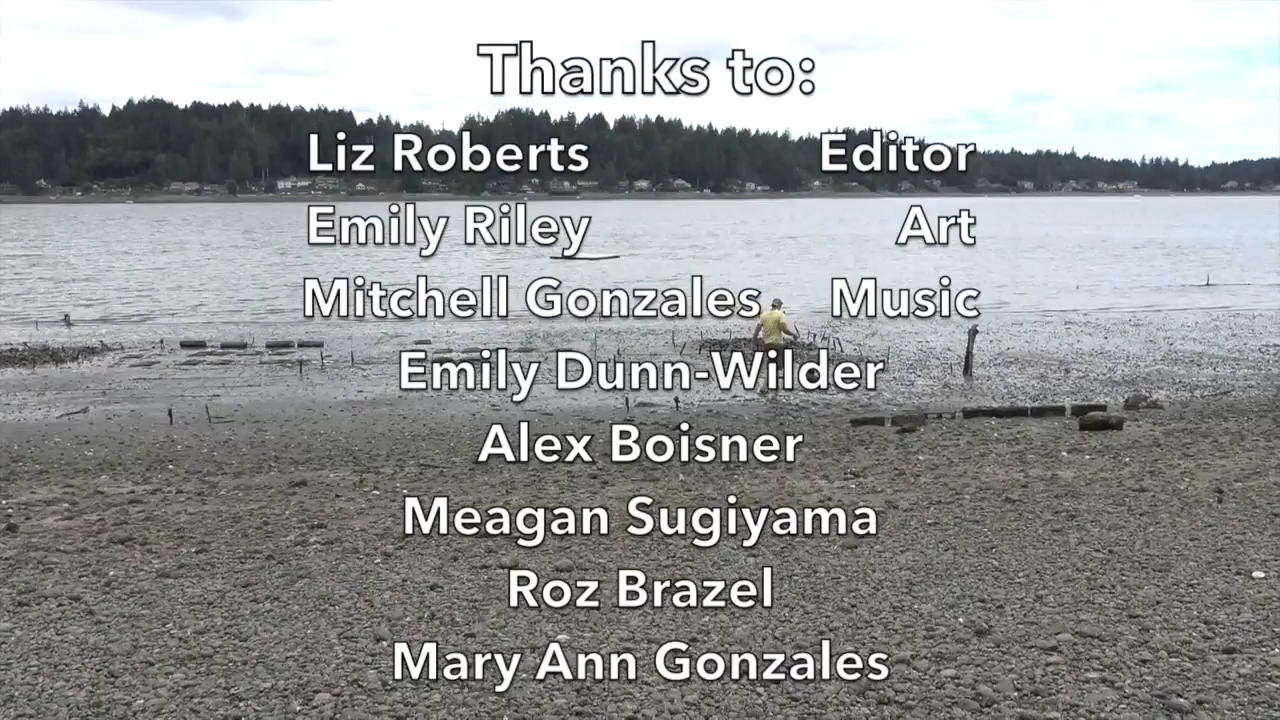 Thanks to:
Liz Roberts Editor
Emily Riley Art
Mitchell Gonzales Music
Emily Dunn-Wilder
Alex Boisner
Meagan Sugiyama
Roz Brazel
Mary Ann Gonzales